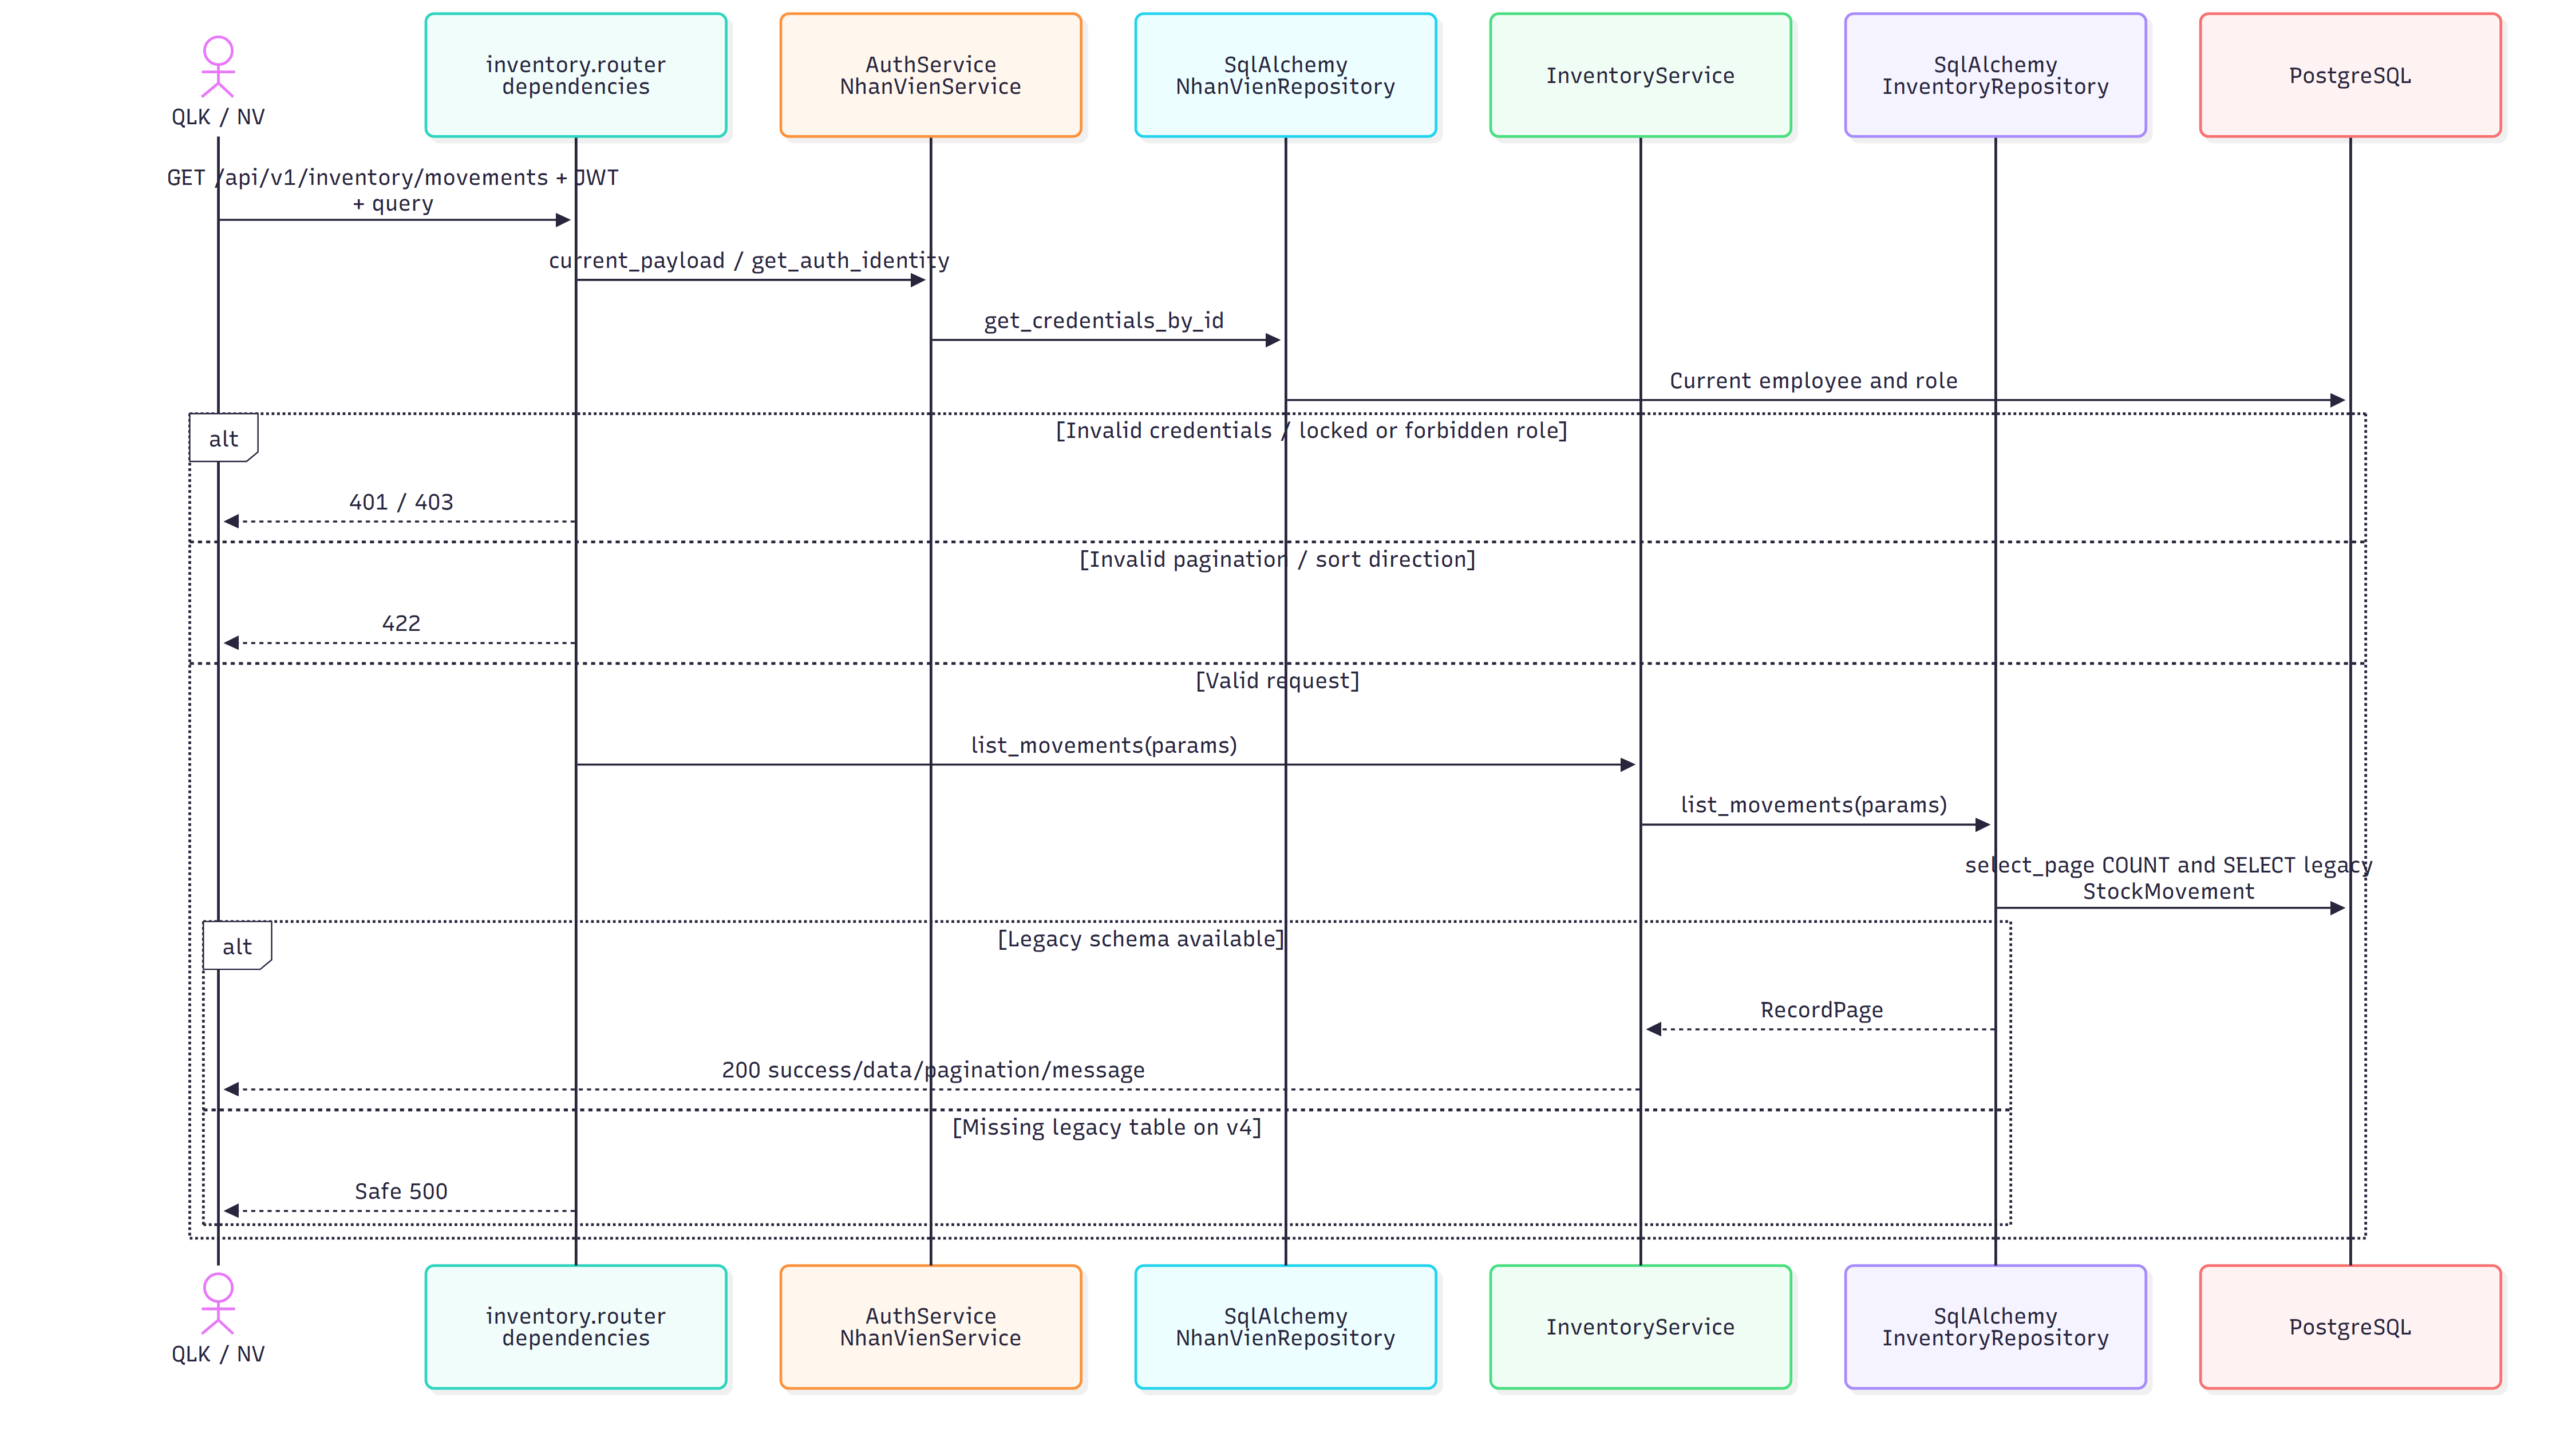 QLK / NV
inventory.router
dependencies
AuthService
NhanVienService
SqlAlchemy
NhanVienRepository
InventoryService
SqlAlchemy
InventoryRepository
PostgreSQL
GET /api/v1/inventory/movements + JWT
+ query
current_payload / get_auth_identity
get_credentials_by_id
Current employee and role
alt
[Invalid credentials / locked or forbidden role]
401 / 403
[Invalid pagination / sort direction]
422
[Valid request]
list_movements(params)
list_movements(params)
select_page COUNT and SELECT legacy
StockMovement
alt
[Legacy schema available]
RecordPage
200 success/data/pagination/message
[Missing legacy table on v4]
Safe 500
QLK / NV
inventory.router
dependencies
AuthService
NhanVienService
SqlAlchemy
NhanVienRepository
InventoryService
SqlAlchemy
InventoryRepository
PostgreSQL